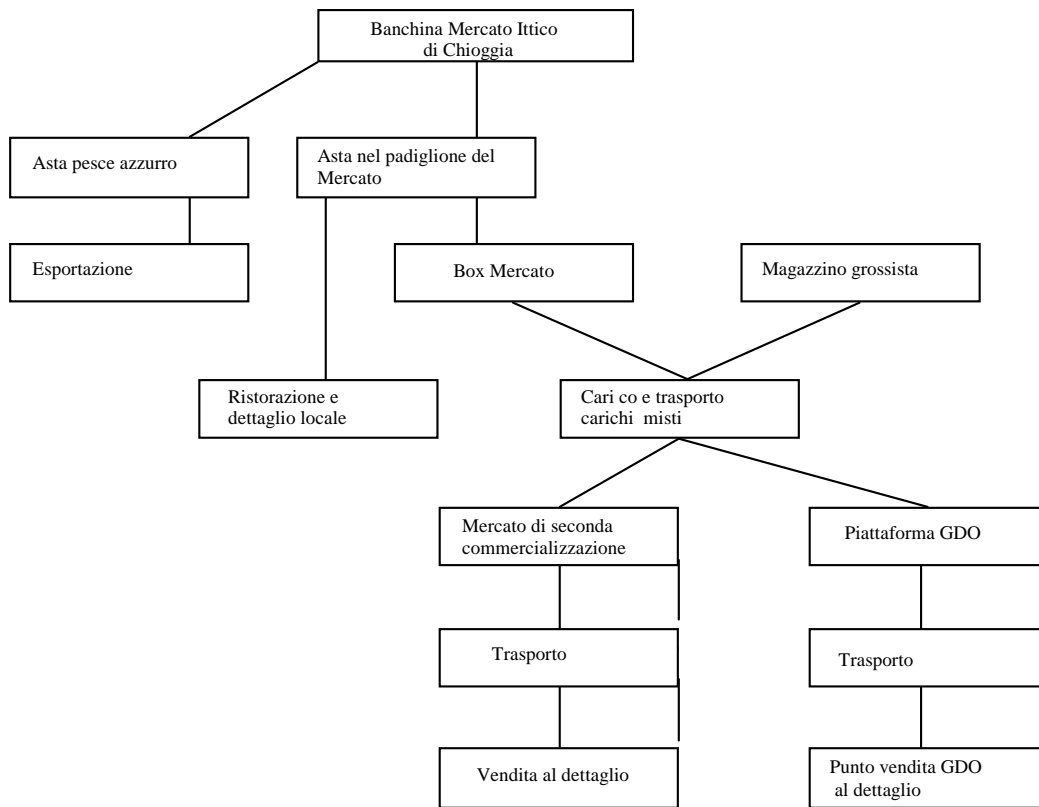 Banchina Mercato Ittico
di Chioggia
Asta pesce azzurro
Asta nel padiglione del
Mercato
Esportazione
Box Mercato
Magazzino grossista
Ristorazione e
dettaglio locale
Cari co e trasporto
carichi misti
Mercato di seconda
commercializzazione
Piattaforma GDO
Trasporto
Trasporto
Vendita al dettaglio
Punto vendita GDO
al dettaglio